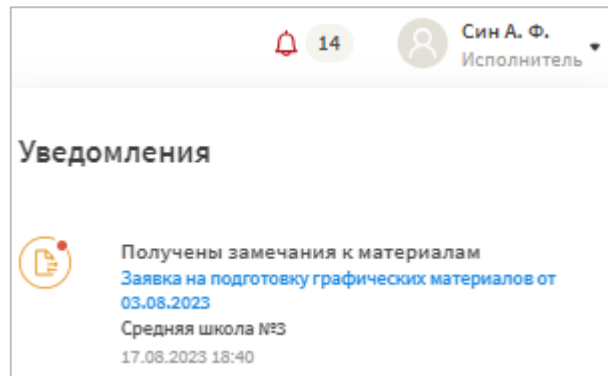 14
Син А. Ф.
Исполнитель
Уведомления
Получены замечания к материалам
Заявка на подготовку графических материалов от
03.08.2023
Средняя школа №3
17.08.2023 18:40